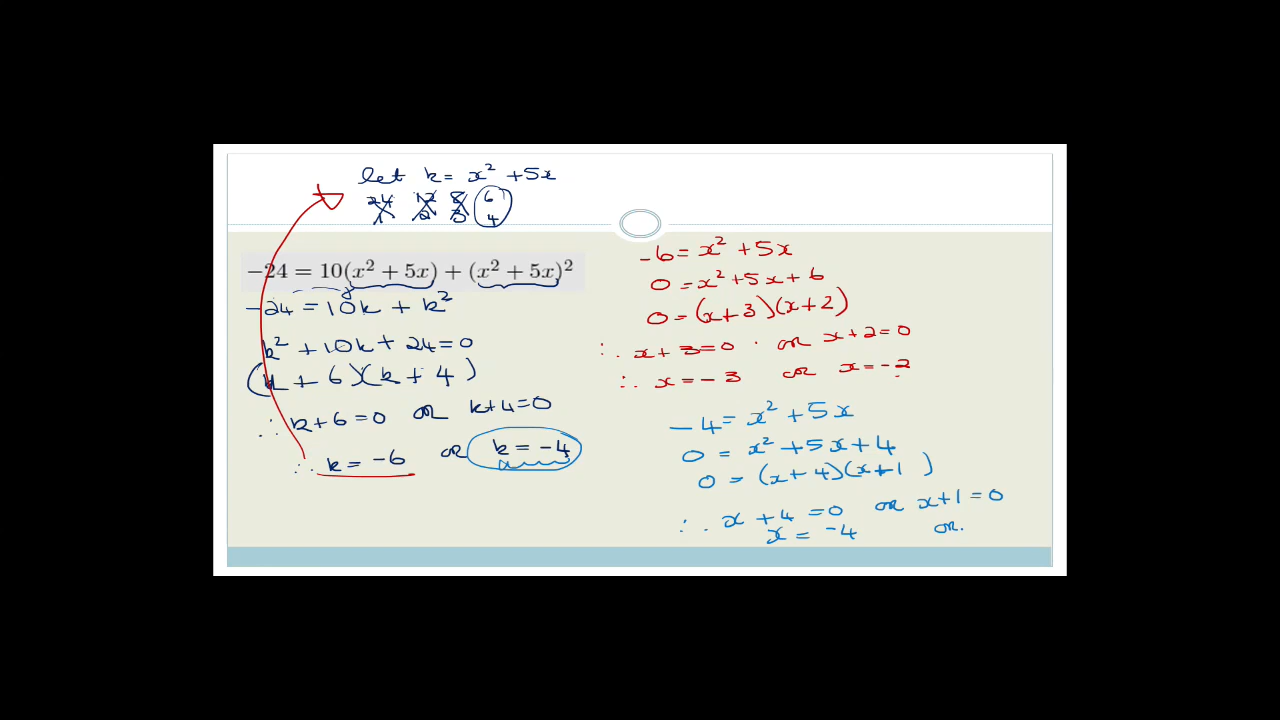 let k = x² + 5x
24 12 8 6
1 2 3 4
−24 = 10(x² + 5x) + (x² + 5x)²
-24 = 10k + k²
k² + 10k + 24 = 0
(k + 6)(k + 4)
∴ k+6=0 or k+4=0
∴ k = -6 or k = -4
-6 = x² + 5x
0 = x² + 5x + 6
0 = (x+3)(x+2)
∴ x+3=0 or x+2=0
∴ x = -3 or x = -2
-4 = x² + 5x
0 = x² + 5x + 4
0 = (x+4)(x+1)
∴ x + 4 = 0 or x+1 = 0
x = -4 or